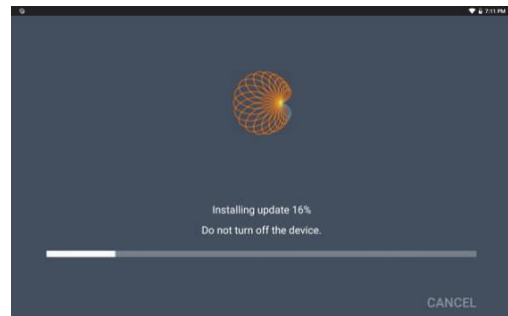 7:11 PM
Installing update 16%
Do not turn off the device.
CANCEL